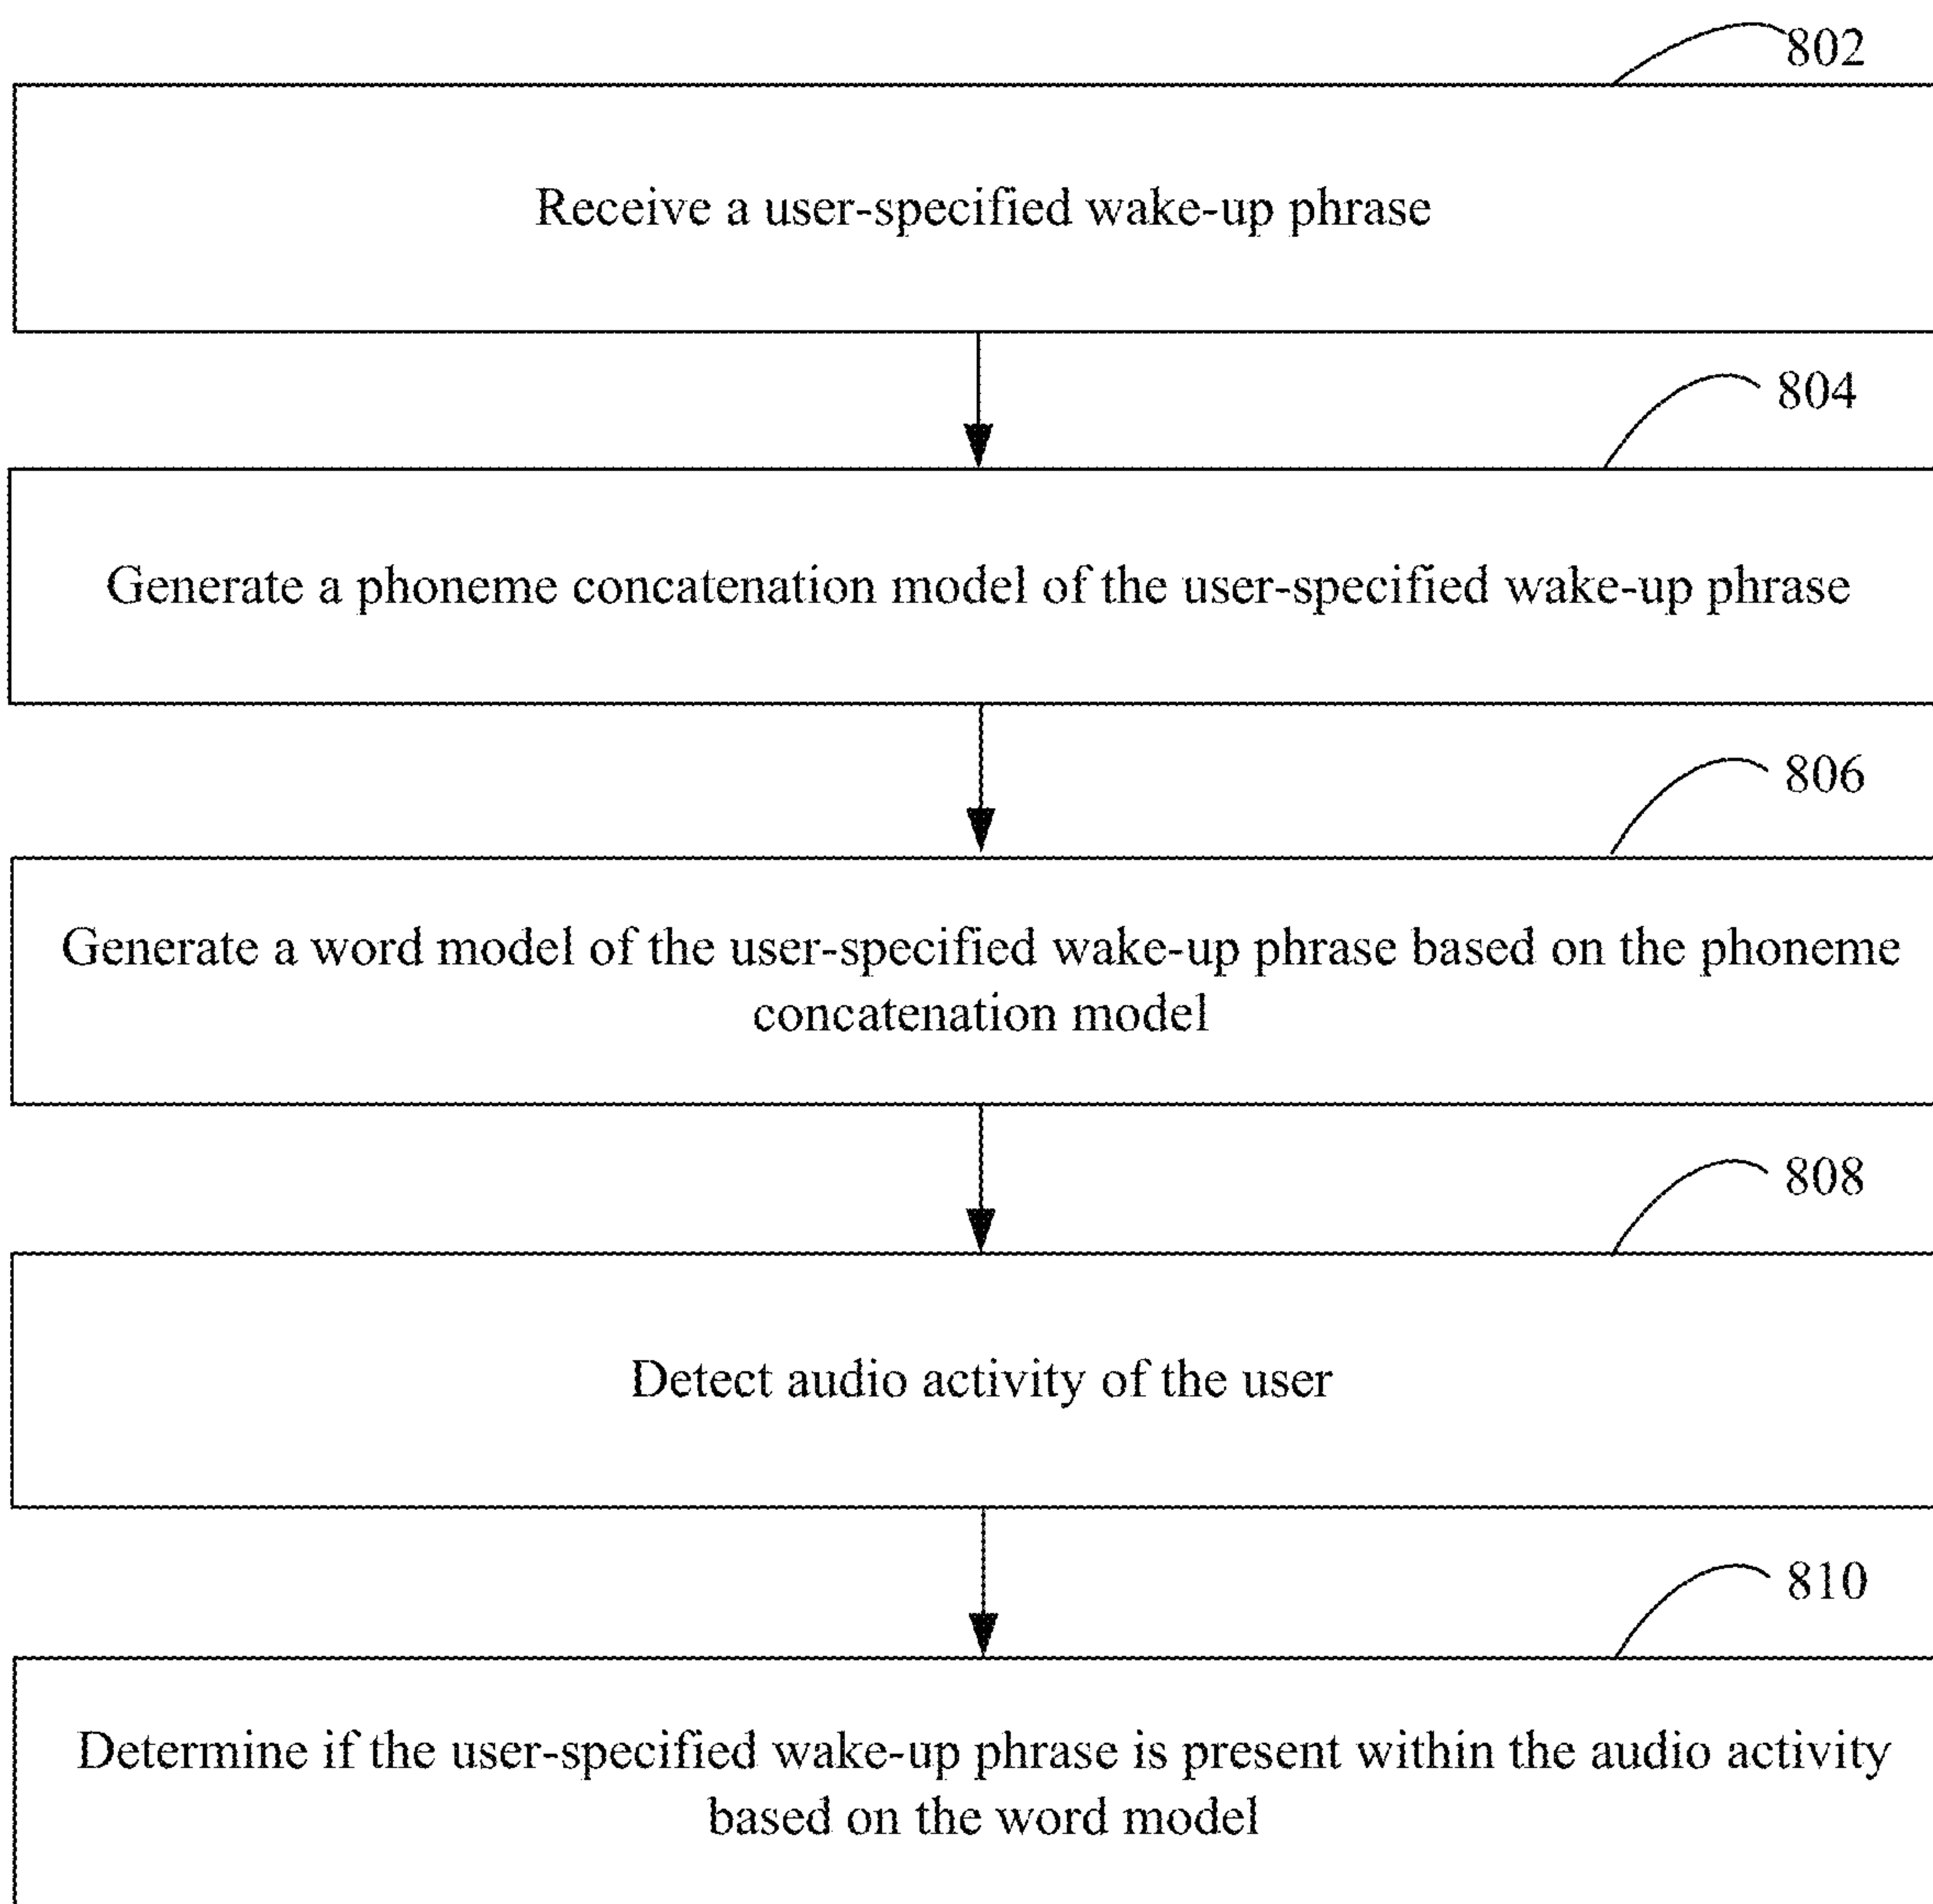 802
Receive a user-specified wake-up phrase
804
Generate a phoneme concatenation model of the user-specified wake-up phrase
806
Generate a word model of the user-specified wake-up phrase based on the phoneme
concatenation model
808
Detect audio activity of the user
810
Determine if the user-specified wake-up phrase is present within the audio activity
based on the word model